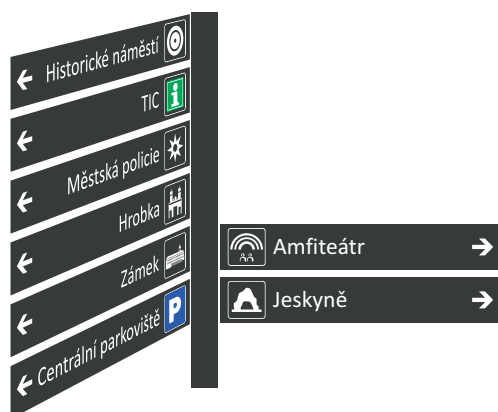 Historické náměstí
TIC
Městská policie
Hrobka
Zámek
Centrální parkoviště
P
Amfiteátr
Jeskyně